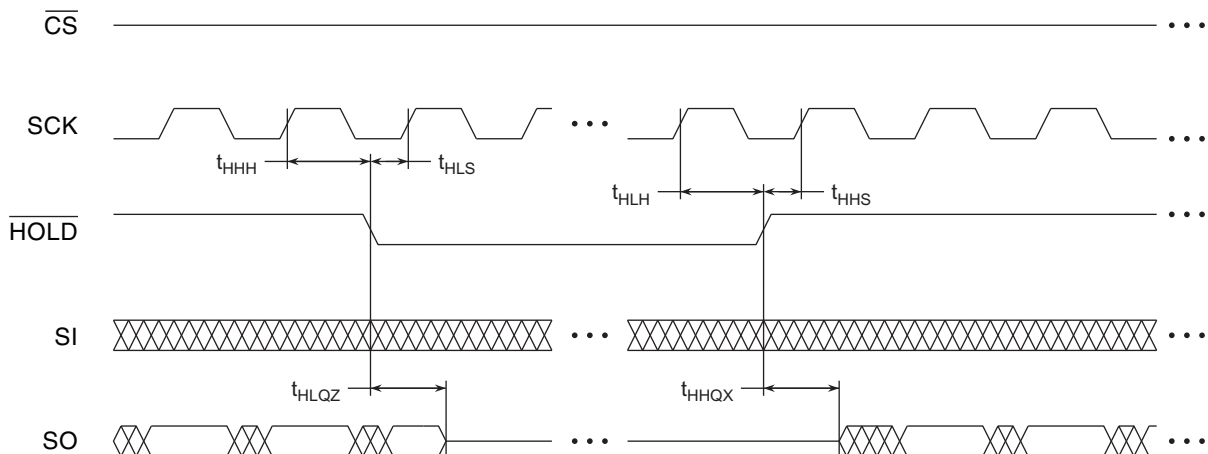 CS
SCK
tHHH
tHLS
tHLH
tHHS
HOLD
SI
tHLQZ
tHHQX
SO